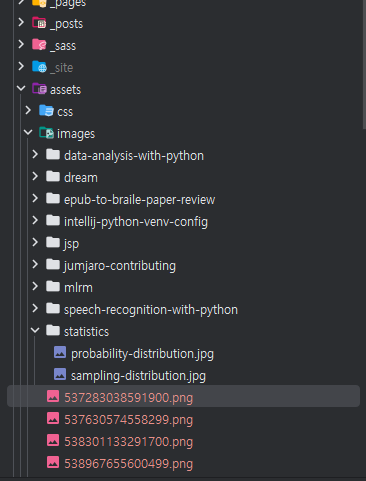 _pages
_posts
_sass
_site
assets
css
images
data-analysis-with-python
dream
epub-to-braile-paper-review
intellij-python-venv-config
jsp
jumjaro-contributing
mlrm
speech-recognition-with-python
statistics
probability-distribution.jpg
sampling-distribution.jpg
537283038591900.png
537630574558299.png
538301133291700.png
538967655600499.png